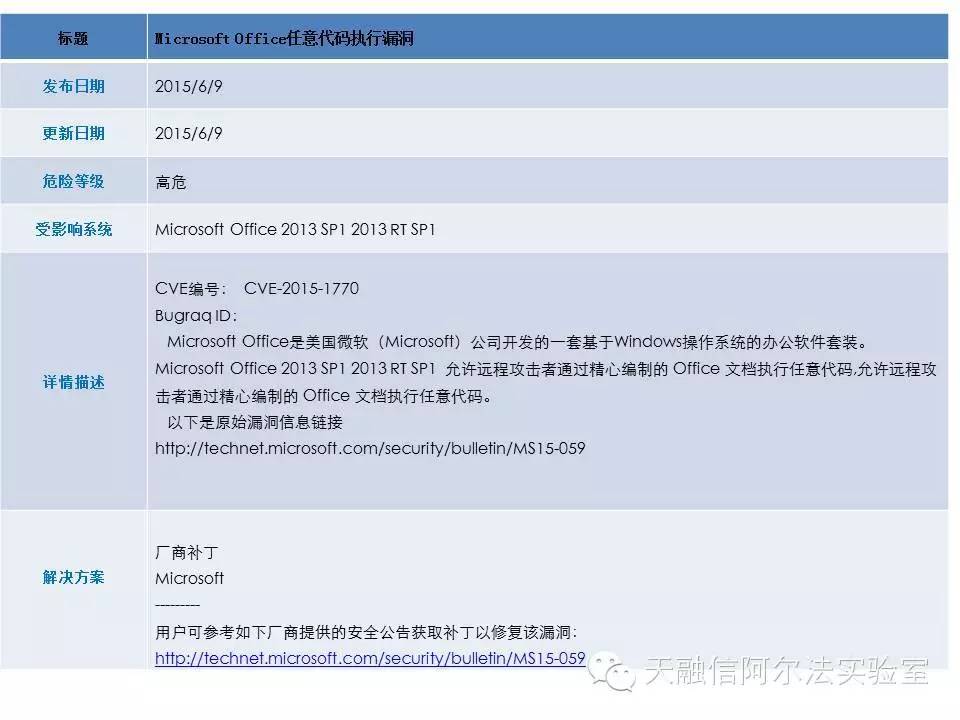 标题
Microsoft Office任意代码执行漏洞
发布日期
2015/6/9
更新日期
2015/6/9
危险等级
高危
受影响系统
Microsoft Office 2013 SP1 2013 RT SP1
详情描述
CVE编号： CVE-2015-1770
Bugraq ID：
Microsoft Office是美国微软（Microsoft）公司开发的一套基于Windows操作系统的办公软件套装。
Microsoft Office 2013 SP1 2013 RT SP1 允许远程攻击者通过精心编制的 Office 文档执行任意代码,允许远程攻
击者通过精心编制的 Office 文档执行任意代码。
以下是原始漏洞信息链接
http://technet.microsoft.com/security/bulletin/MS15-059
解决方案
厂商补丁
Microsoft
---------
用户可参考如下厂商提供的安全公告获取补丁以修复该漏洞：
http://technet.microsoft.com/security/bulletin/MS15-059
天融信阿尔法实验室